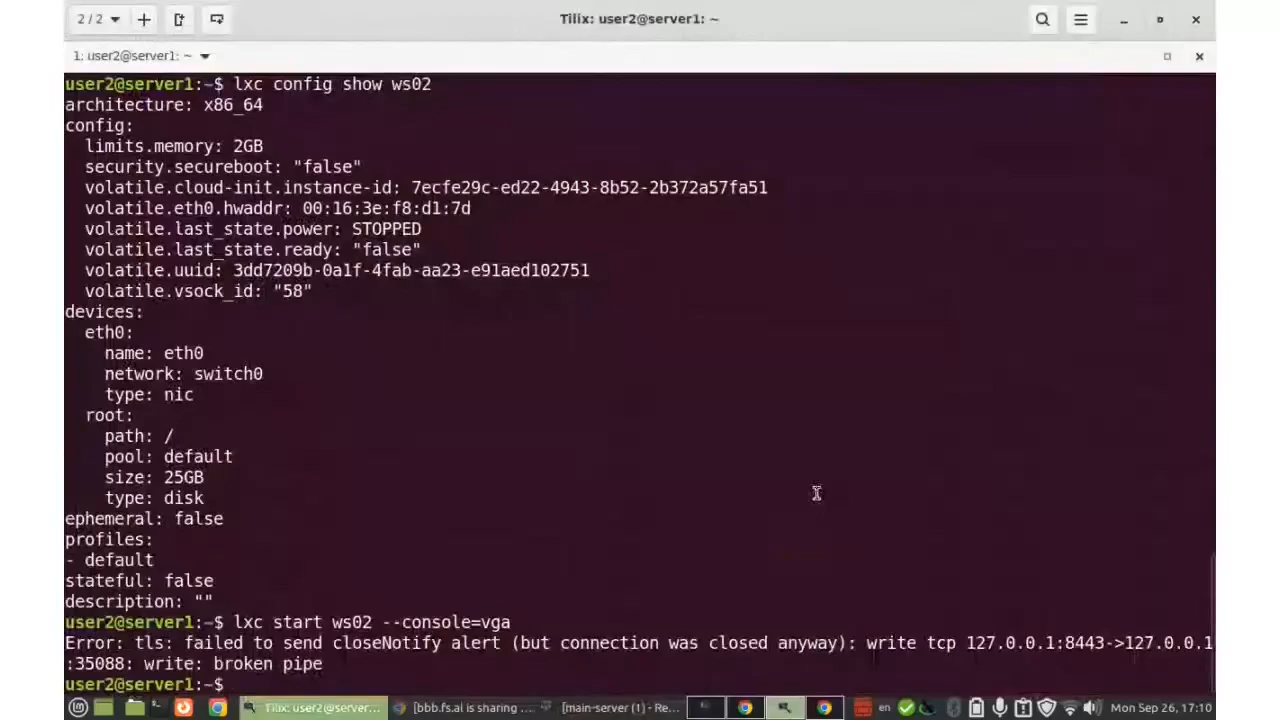 2 / 2
Tilix: user2@server1: ~
1: user2@server1: ~
user2@server1:~$ lxc config show ws02
architecture: x86_64
config:
  limits.memory: 2GB
  security.secureboot: "false"
  volatile.cloud-init.instance-id: 7ecfe29c-ed22-4943-8b52-2b372a57fa51
  volatile.eth0.hwaddr: 00:16:3e:f8:d1:7d
  volatile.last_state.power: STOPPED
  volatile.last_state.ready: "false"
  volatile.uuid: 3dd7209b-0a1f-4fab-aa23-e91aed102751
  volatile.vsock_id: "58"
devices:
  eth0:
    name: eth0
    network: switch0
    type: nic
  root:
    path: /
    pool: default
    size: 25GB
    type: disk
ephemeral: false
profiles:
- default
stateful: false
description: ""
user2@server1:~$ lxc start ws02 --console=vga
Error: tls: failed to send closeNotify alert (but connection was closed anyway): write tcp 127.0.0.1:8443->127.0.0.1
:35088: write: broken pipe
user2@server1:~$
Tilix: user2@server... [bbb.fs.ai is sharing .... [main-server (1) - Re... en Mon Sep 26, 17:10